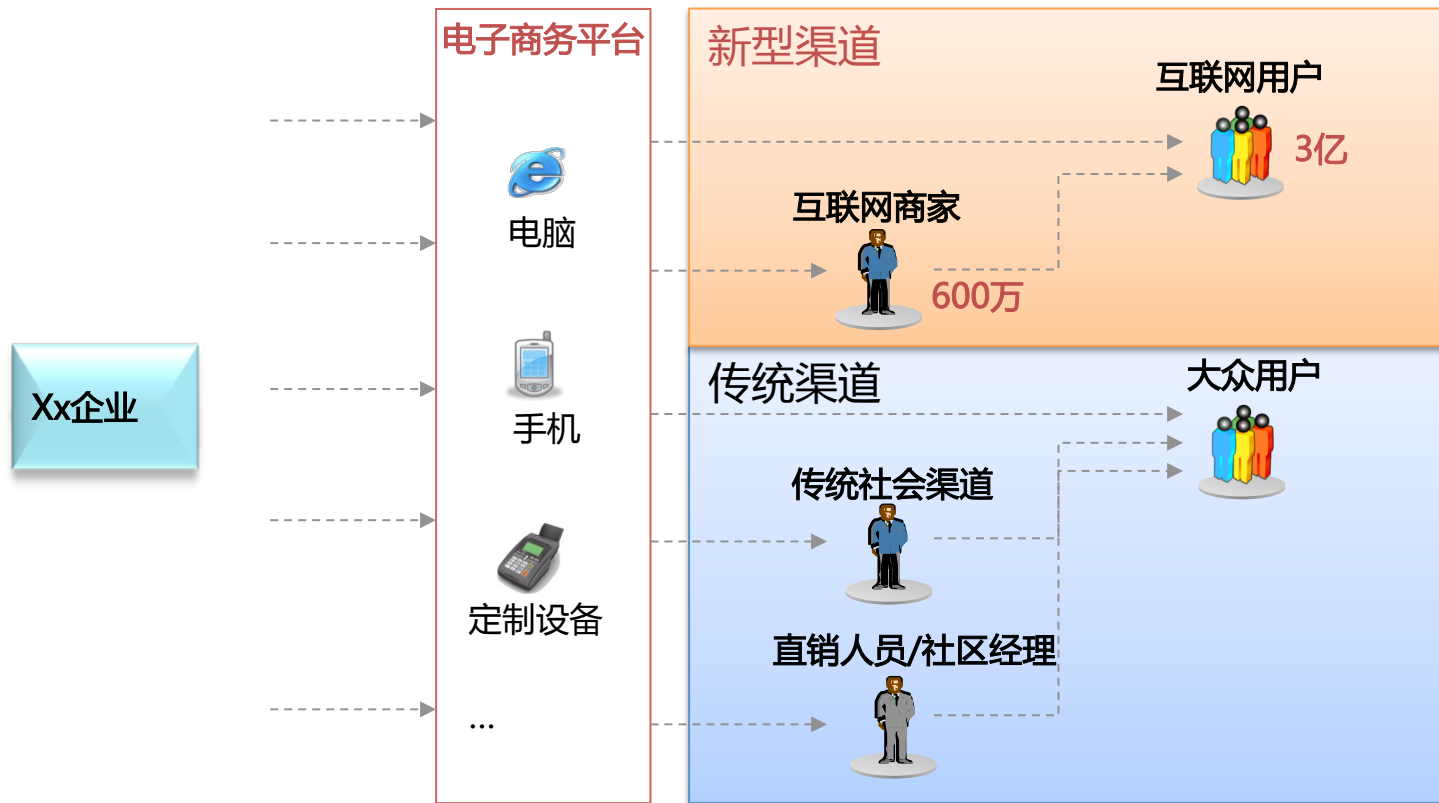 Xx企业
电子商务平台
电脑
手机
定制设备
...
新型渠道
互联网用户
3亿
互联网商家
600万
传统渠道
大众用户
传统社会渠道
直销人员/社区经理